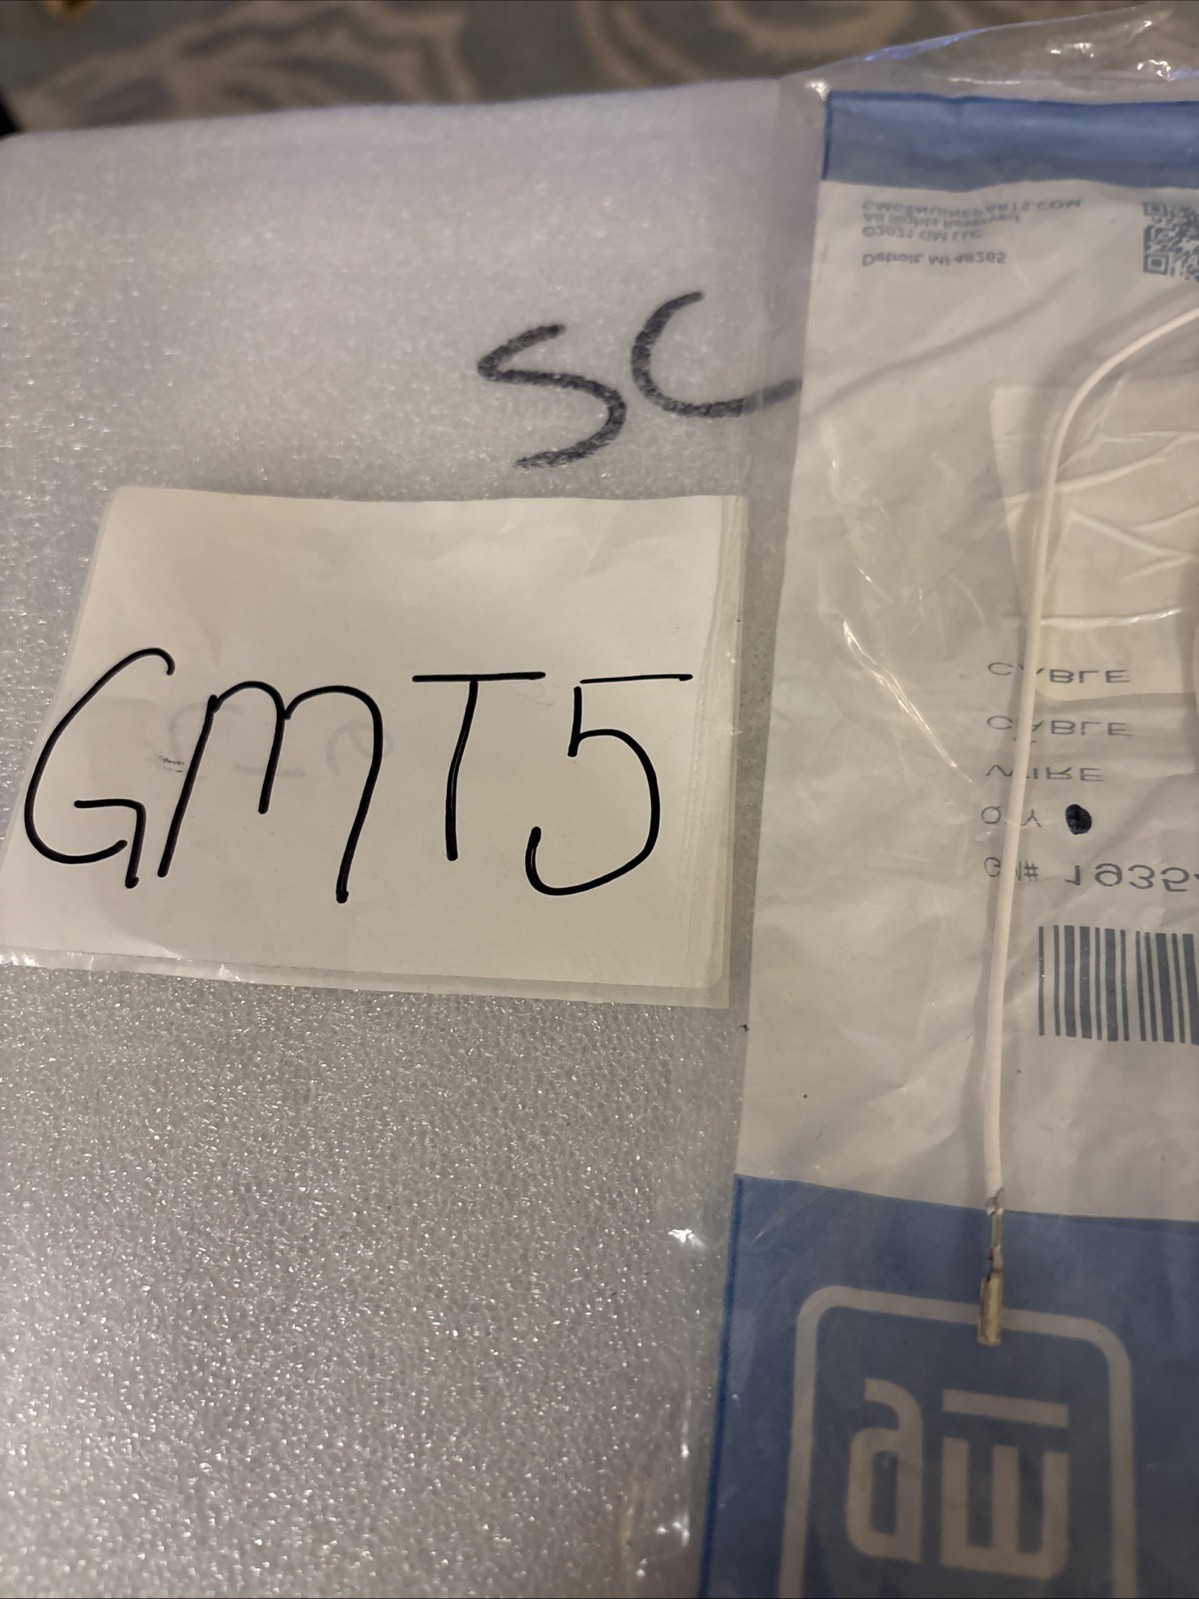 GMGENUINEPARTS.COM
All Rights Reserved
©2021 GM LLC
Detroit, MI 48265
SC
GMT5
CABLE
CABLE
WIRE
QTY
GM# 1935
gm